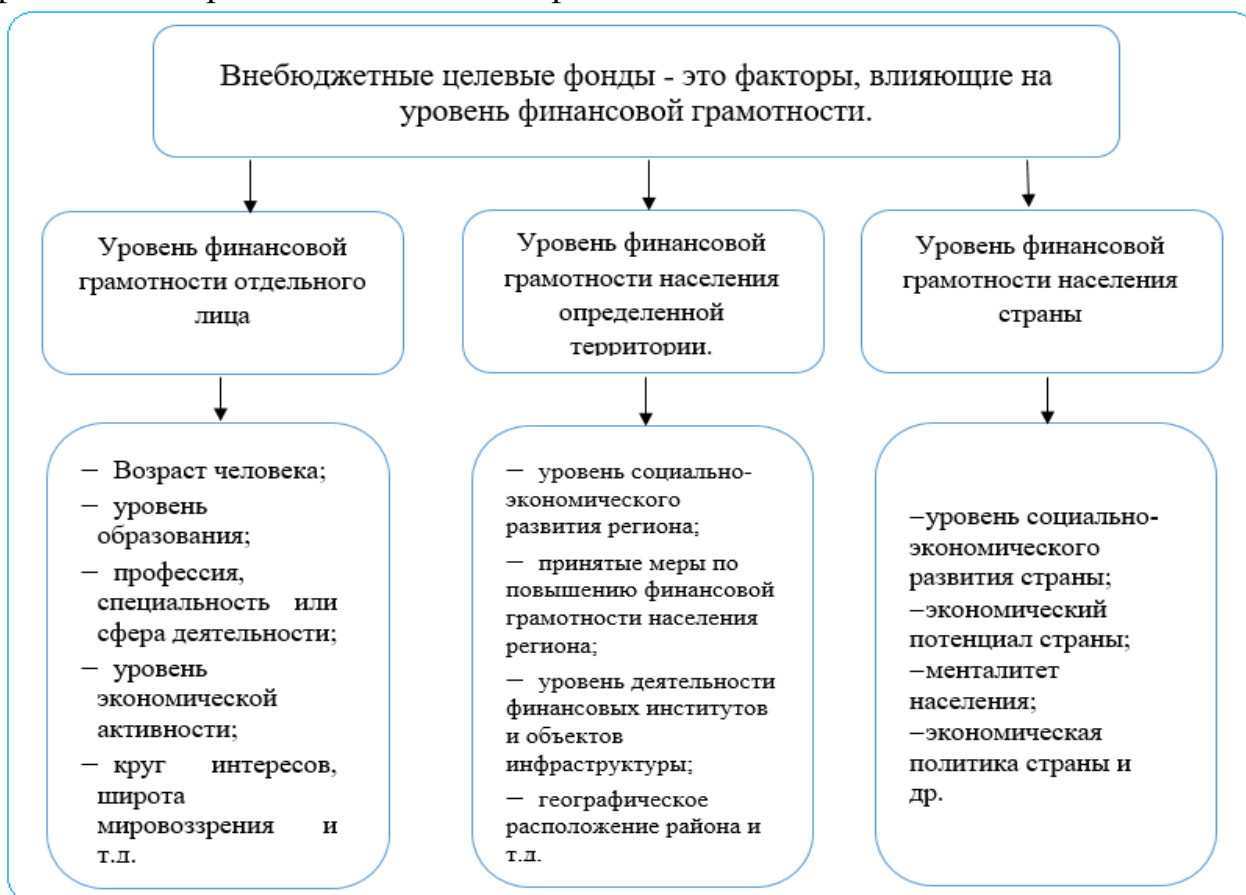 Внебюджетные целевые фонды - это факторы, влияющие на
уровень финансовой грамотности.
Уровень финансовой
грамотности отдельного
лица
Уровень финансовой
грамотности населения
определенной
территории.
Уровень финансовой
грамотности населения
страны
− Возраст человека;
− уровень
образования;
− профессия,
специальность или
сфера деятельности;
− уровень
экономической
активности;
− круг интересов,
широта
мировоззрения и
т.д.
− уровень социально-
экономического
развития региона;
− принятые меры по
повышению финансовой
грамотности населения
региона;
− уровень деятельности
финансовых институтов
и объектов
инфраструктуры;
− географическое
расположение района и
т.д.
−уровень социально-
экономического
развития страны;
−экономический
потенциал страны;
−менталитет
населения;
−экономическая
политика страны и
др.